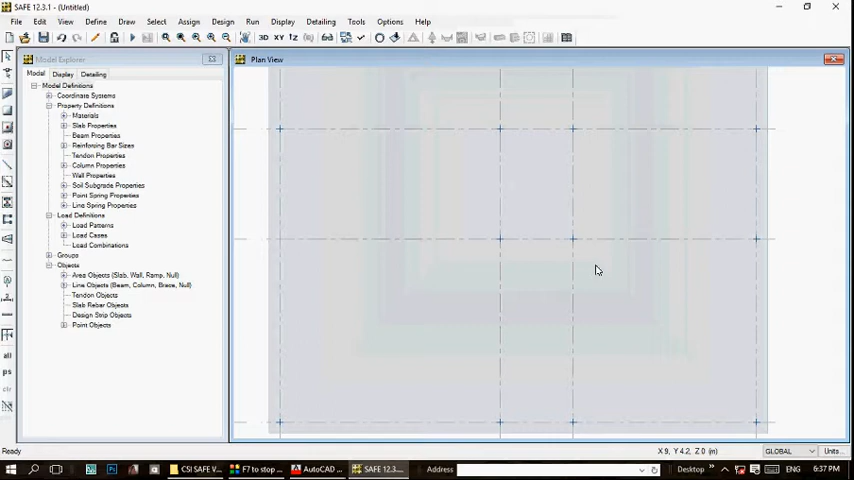 SAFE 12.3.1 - (Untitled)
File Edit View Define Draw Select Assign Design Run Display Detailing Tools Options Help
3D XY
Model Explorer
Plan View
Model Display Detailing
Model Definitions
Coordinate Systems
Property Definitions
Materials
Slab Properties
Beam Properties
Reinforcing Bar Sizes
Tendon Properties
Column Properties
Wall Properties
Soil Subgrade Properties
Point Spring Properties
Line Spring Properties
Load Definitions
Load Patterns
Load Cases
Load Combinations
Groups
Objects
Area Objects (Slab, Wall, Ramp, Null)
Line Objects (Beam, Column, Brace, Null)
Tendon Objects
Slab Rebar Objects
Design Strip Objects
Point Objects
all
ps
clr
Ready
X 9, Y 4.2, Z 0 (m)
GLOBAL
Units...
CSI SAFE V...
F7 to stop ...
AutoCAD ...
SAFE 12.3....
Address
Desktop
ENG
6:37 PM